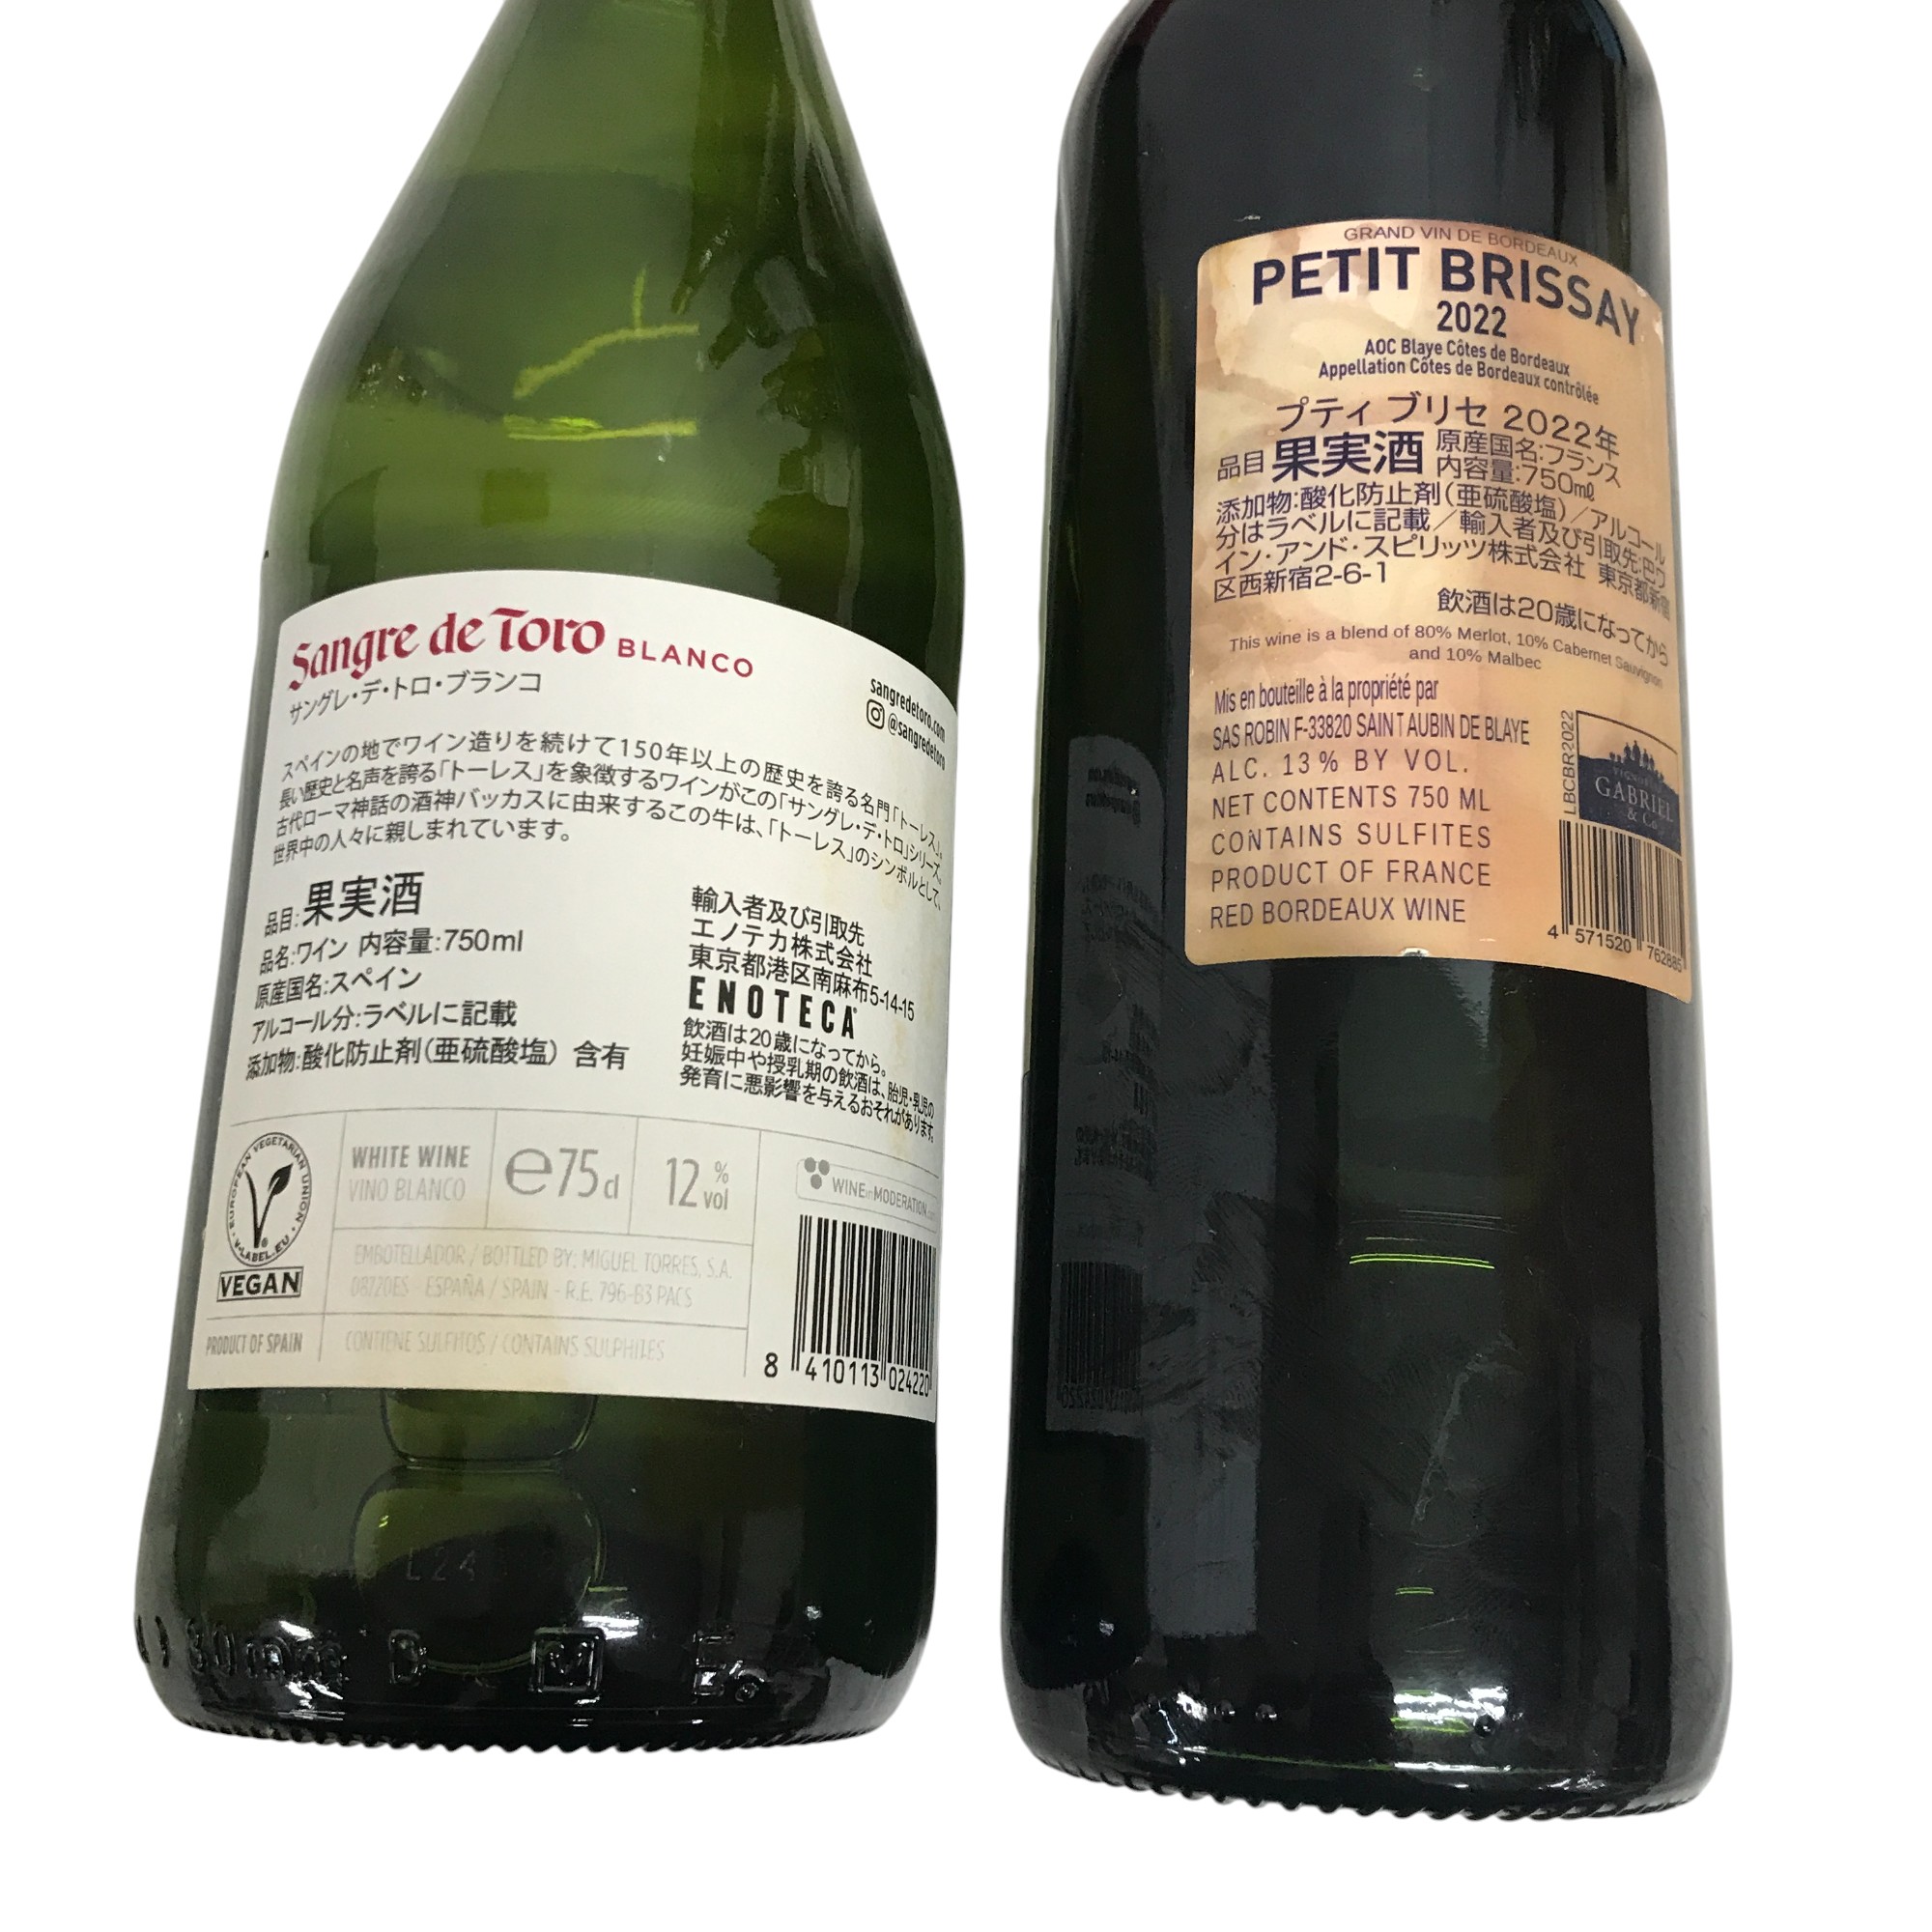 Sangre de Toro BLANCO
サングレ・デ・トロ・ブランコ
sangredetoro.com
@sangredetoro
スペインの地でワイン造りを続けて150年以上の歴史を誇る名門「トーレス」。
長い歴史と名声を誇る「トーレス」を象徴するワインがこの「サングレ・デ・トロ」シリーズ。
古代ローマ神話の酒神バッカスに由来するこの牛は、「トーレス」のシンボルとして、
世界中の人々に親しまれています。
品目:果実酒
品名:ワイン 内容量:750ml
原産国名:スペイン
アルコール分:ラベルに記載
添加物:酸化防止剤(亜硫酸塩) 含有
輸入者及び引取先
エノテカ株式会社
東京都港区南麻布5-14-15
ENOTECA
飲酒は20歳になってから。
妊娠中や授乳期の飲酒は、胎児・乳児の
発育に悪影響を与えるおそれがあります。
EUROPEAN VEGETARIAN UNION
V-LABEL.EU
VEGAN
WHITE WINE
VINO BLANCO
e75cl
12% vol
WINE in MODERATION
EMBOTELLADOR / BOTTLED BY: MIGUEL TORRES, S.A.
08720ES - ESPAÑA / SPAIN - R.E. 796-B3 PACS
PRODUCT OF SPAIN
CONTIENE SULFITOS / CONTAINS SULPHITES
8 410113 024220
L24
30mm
GRAND VIN DE BORDEAUX
PETIT BRISSAY
2022
AOC Blaye Côtes de Bordeaux
Appellation Côtes de Bordeaux contrôlée
プティ ブリセ 2022年
品目 果実酒 原産国名:フランス
内容量:750mℓ
添加物:酸化防止剤(亜硫酸塩)/アルコール
分はラベルに記載/輸入者及び引取先:巴ワ
イン・アンド・スピリッツ株式会社 東京都新宿
区西新宿2-6-1
飲酒は20歳になってから
This wine is a blend of 80% Merlot, 10% Cabernet Sauvignon
and 10% Malbec
Mis en bouteille à la propriété par
SAS ROBIN F-33820 SAINT AUBIN DE BLAYE
ALC. 13% BY VOL.
NET CONTENTS 750 ML
CONTAINS SULFITES
PRODUCT OF FRANCE
RED BORDEAUX WINE
LBCBR2022
GABRIEL
& Co
4 571520 762885